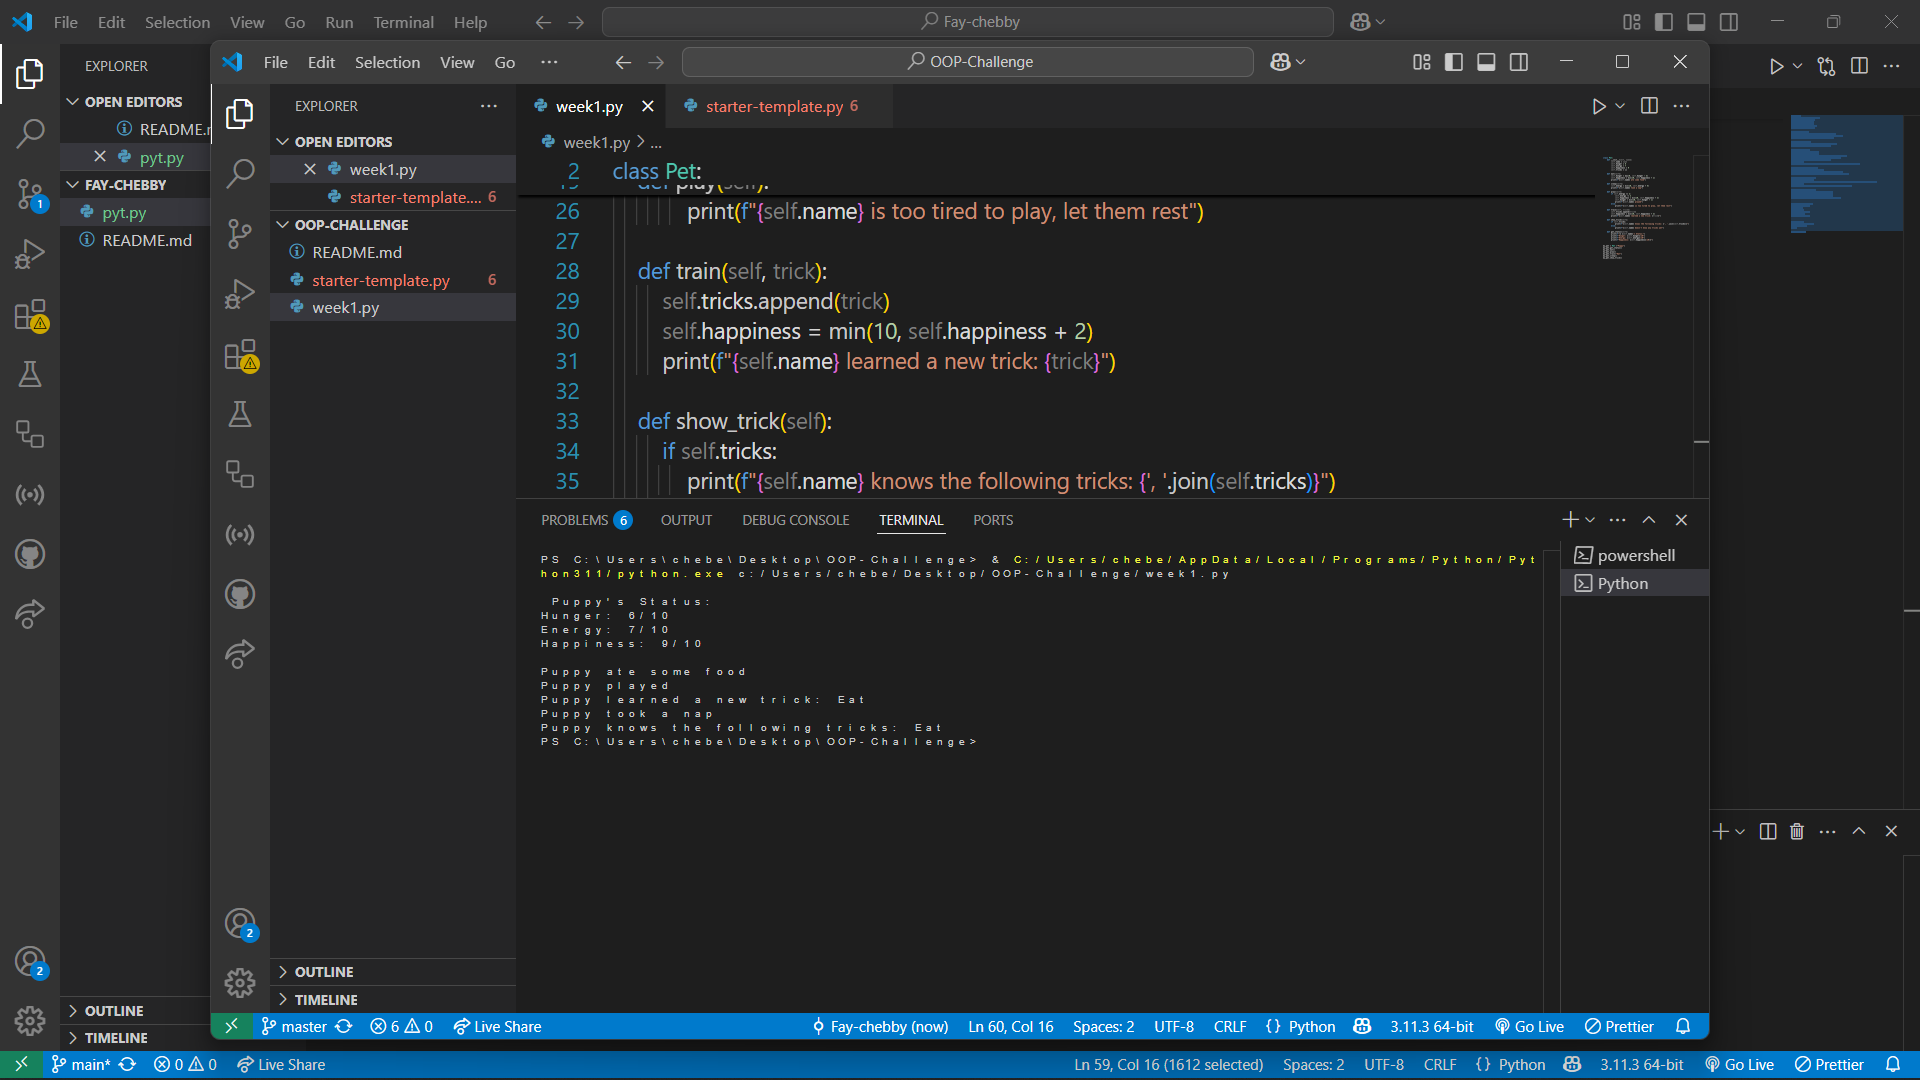 File Edit Selection View Go Run Terminal Help
Fay-chebby
EXPLORER
OPEN EDITORS
README.r
pyt.py
FAY-CHEBBY
pyt.py
README.md
1
2
OUTLINE
TIMELINE
File Edit Selection View Go ...
OOP-Challenge
EXPLORER
OPEN EDITORS
week1.py
starter-template.... 6
OOP-CHALLENGE
README.md
starter-template.py 6
week1.py
2
OUTLINE
TIMELINE
week1.py
starter-template.py 6
week1.py > ...
2 class Pet:
19 def play(self):
26 print(f"{self.name} is too tired to play, let them rest")
27
28 def train(self, trick):
29 self.tricks.append(trick)
30 self.happiness = min(10, self.happiness + 2)
31 print(f"{self.name} learned a new trick: {trick}")
32
33 def show_trick(self):
34 if self.tricks:
35 print(f"{self.name} knows the following tricks: {', '.join(self.tricks)}")
PROBLEMS 6 OUTPUT DEBUG CONSOLE TERMINAL PORTS
PS C:\Users\chebe\Desktop\OOP-Challenge> & C:/Users/chebe/AppData/Local/Programs/Python/Pyt
hon311/python.exe c:/Users/chebe/Desktop/OOP-Challenge/week1.py
Puppy's Status:
Hunger: 6/10
Energy: 7/10
Happiness: 9/10
Puppy ate some food
Puppy played
Puppy learned a new trick: Eat
Puppy took a nap
Puppy knows the following tricks: Eat
PS C:\Users\chebe\Desktop\OOP-Challenge>
powershell
Python
master 6 0 Live Share Fay-chebby (now) Ln 60, Col 16 Spaces: 2 UTF-8 CRLF {} Python 3.11.3 64-bit Go Live Prettier
main* 0 0 Live Share Ln 59, Col 16 (1612 selected) Spaces: 2 UTF-8 CRLF {} Python 3.11.3 64-bit Go Live Prettier